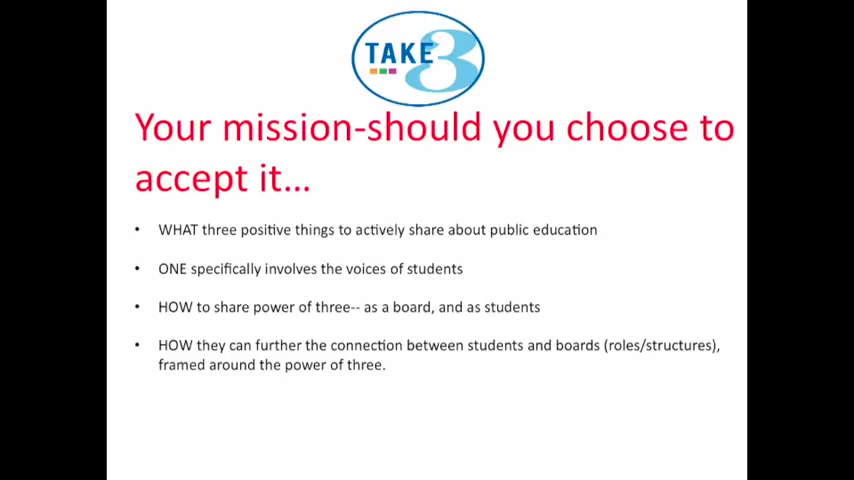 TAKE 3
Your mission-should you choose to
accept it...
• WHAT three positive things to actively share about public education
• ONE specifically involves the voices of students
• HOW to share power of three-- as a board, and as students
• HOW they can further the connection between students and boards (roles/structures),
framed around the power of three.